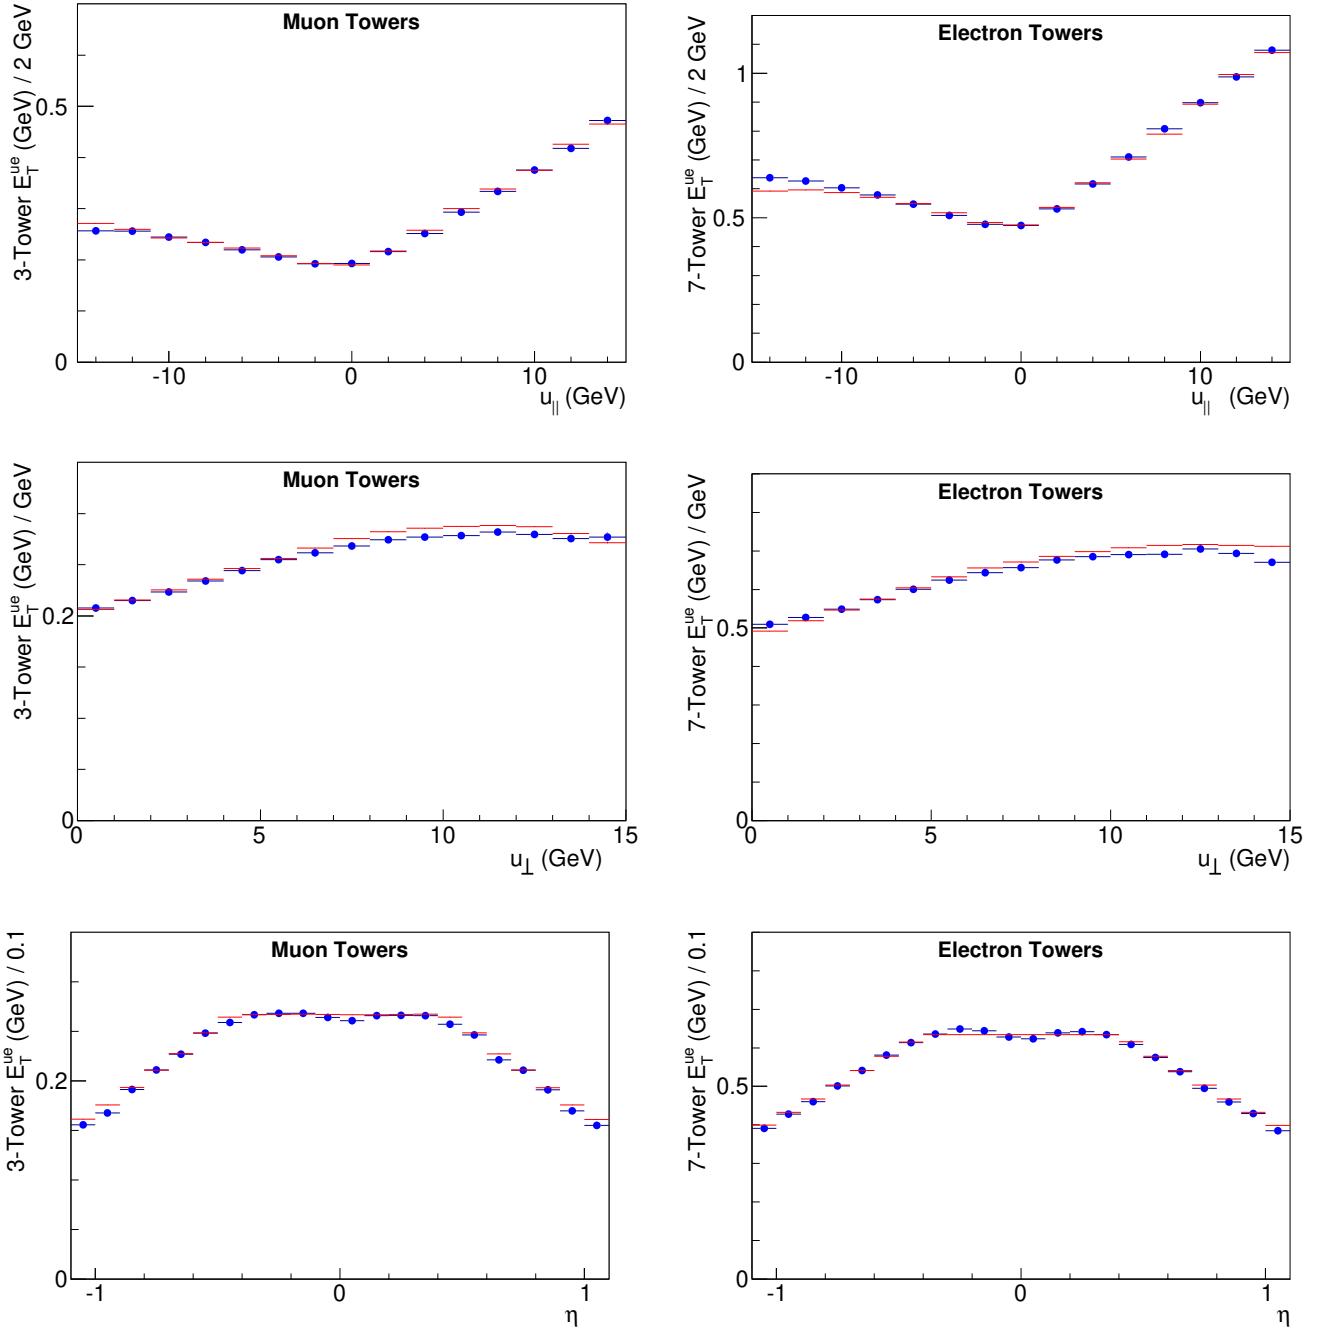 Muon Towers
3-Tower E_T^ue (GeV) / 2 GeV
0.5
0
-10 0 10
u_|| (GeV)
Electron Towers
7-Tower E_T^ue (GeV) / 2 GeV
1
0.5
0
-10 0 10
u_|| (GeV)
Muon Towers
3-Tower E_T^ue (GeV) / GeV
0.2
0
0 5 10 15
u_⊥ (GeV)
Electron Towers
7-Tower E_T^ue (GeV) / GeV
0.5
0
0 5 10 15
u_⊥ (GeV)
Muon Towers
3-Tower E_T^ue (GeV) / 0.1
0.2
0
-1 0 1
η
Electron Towers
7-Tower E_T^ue (GeV) / 0.1
0.5
0
-1 0 1
η